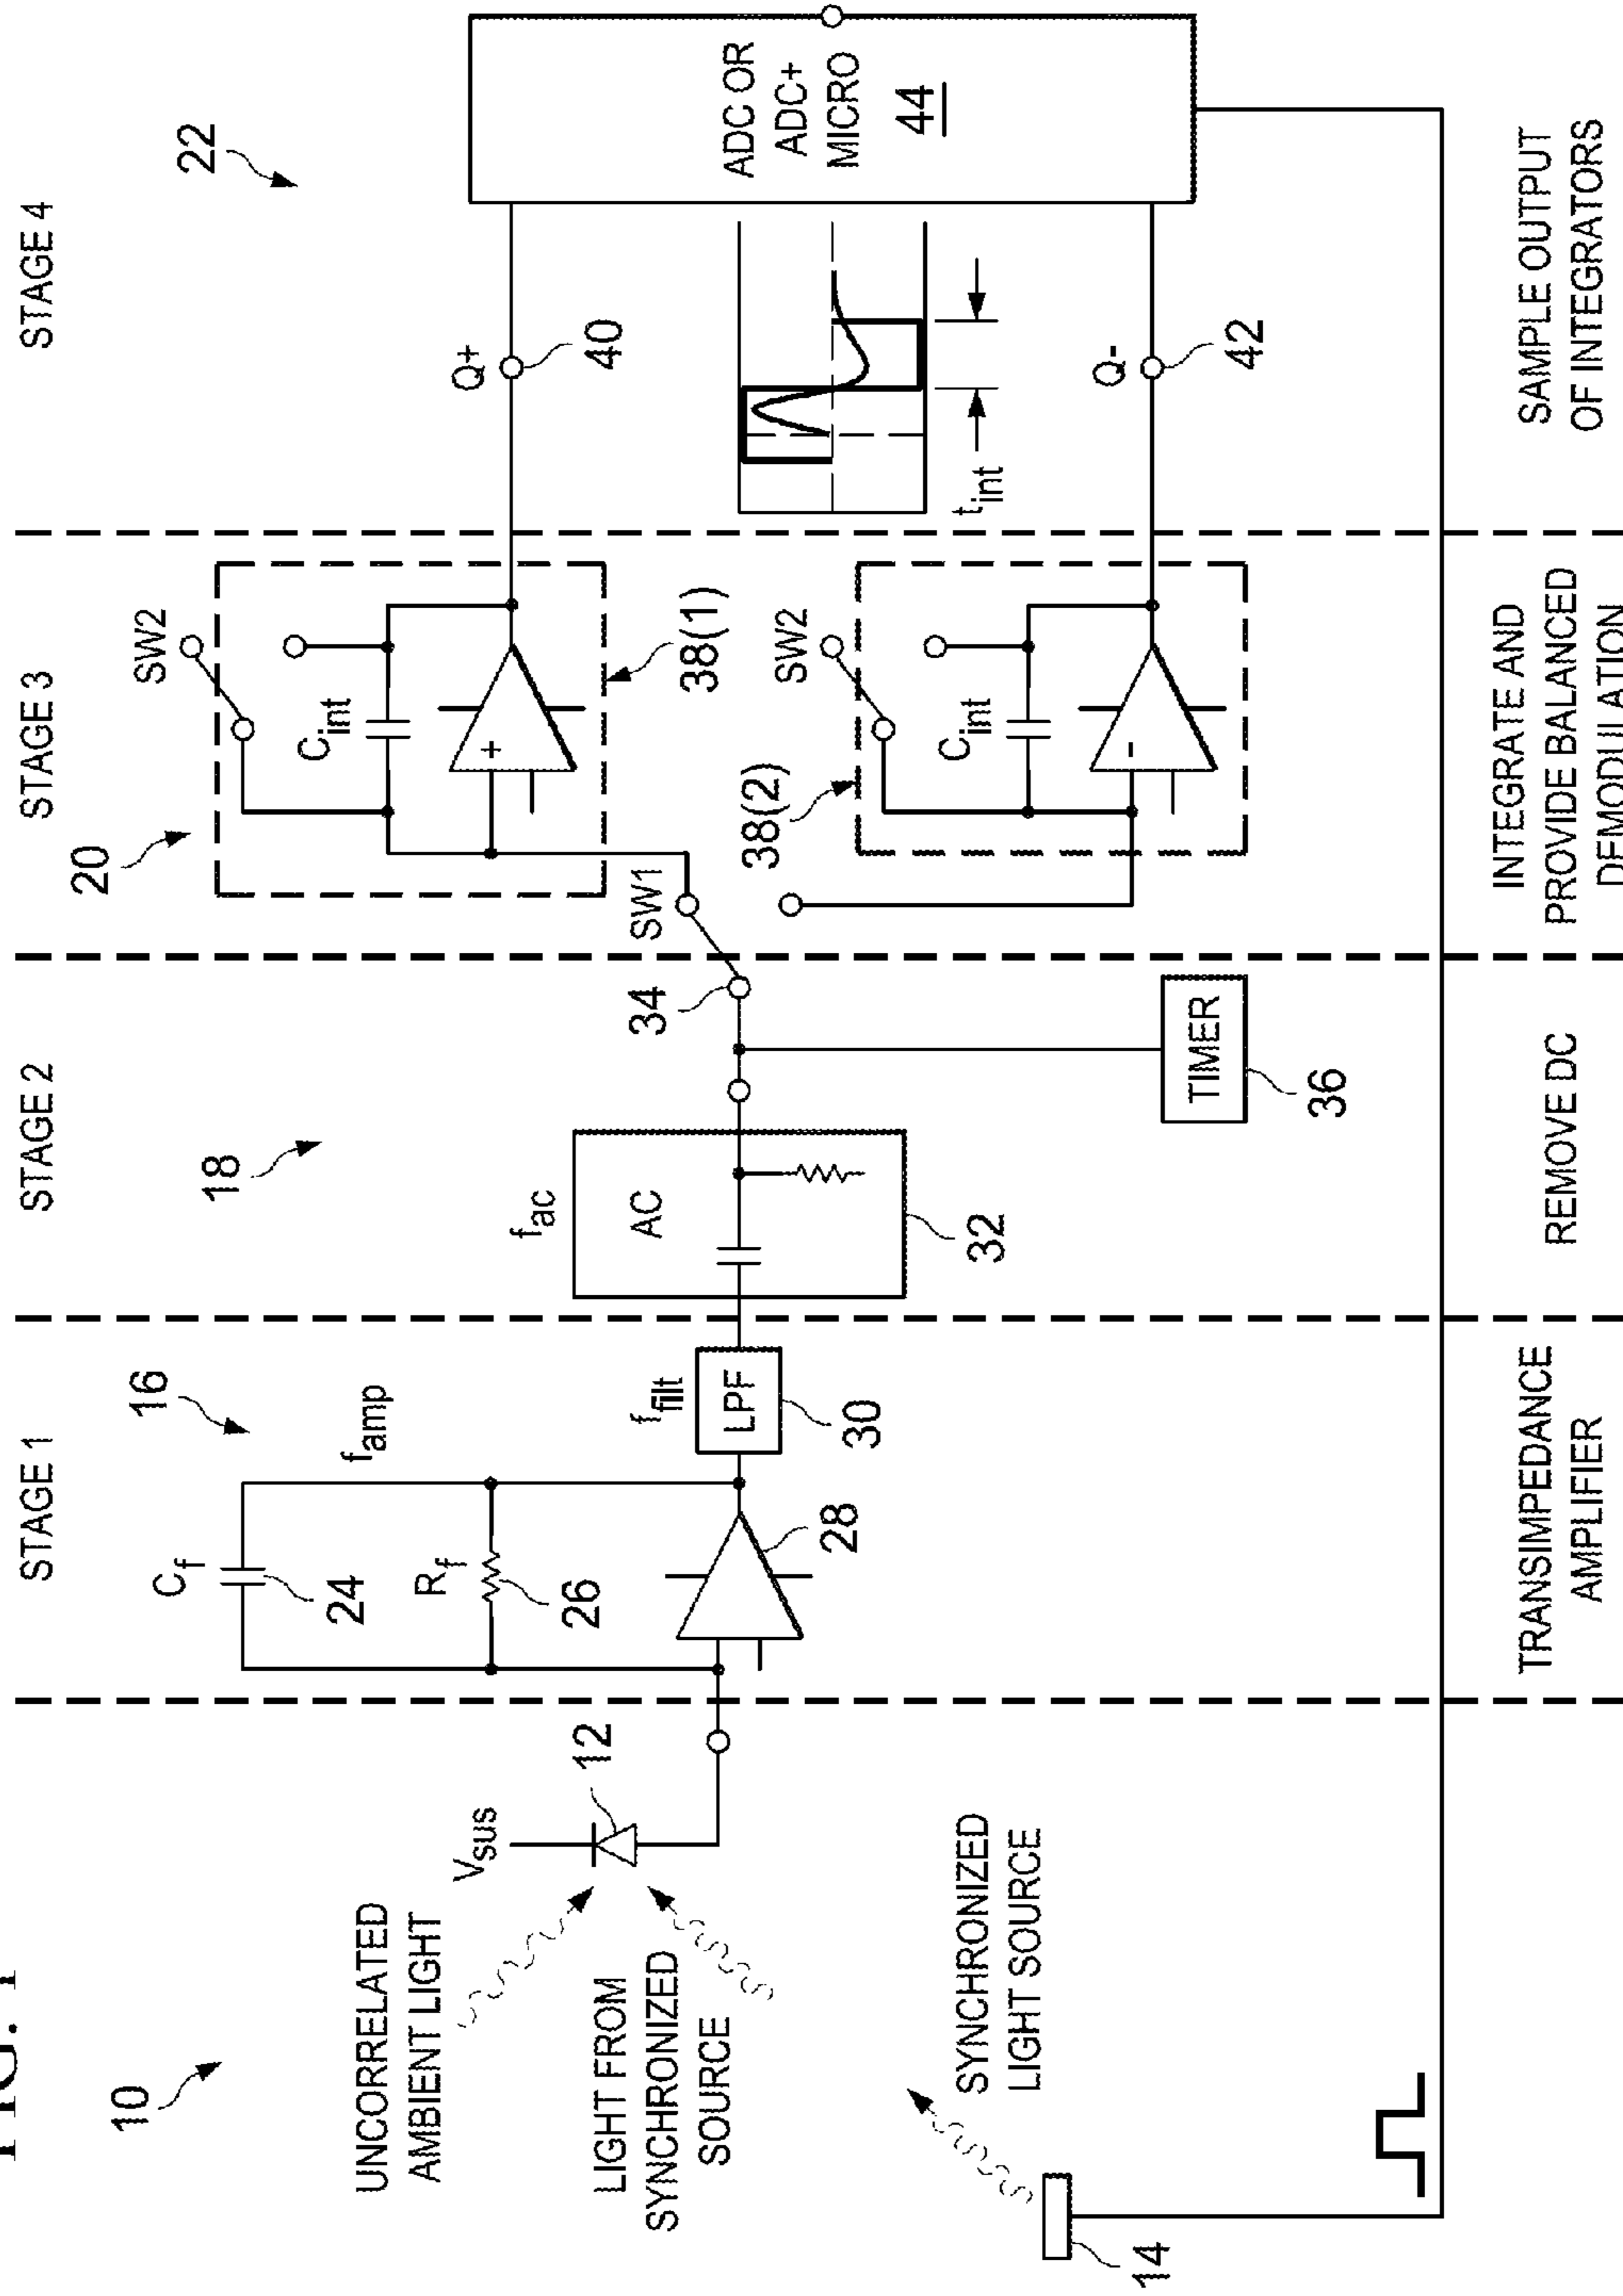 FIG. 1
10
STAGE 1
STAGE 2
STAGE 3
STAGE 4
16
18
20
22
UNCORRELATED
AMBIENT LIGHT
Vsus
12
LIGHT FROM
SYNCHRONIZED
SOURCE
SYNCHRONIZED
LIGHT SOURCE
14
Cf
24
famp
Rf
26
28
ffilt
LPF
30
fac
AC
32
34
TIMER
36
SW1
SW2
Cint
+
38(1)
SW2
38(2)
Cint
-
Q+
40
tint
Q-
42
ADC OR
ADC+
MICRO
44
TRANSIMPEDANCE
AMPLIFIER
REMOVE DC
INTEGRATE AND
PROVIDE BALANCED
DEMODULATION
SAMPLE OUTPUT
OF INTEGRATORS